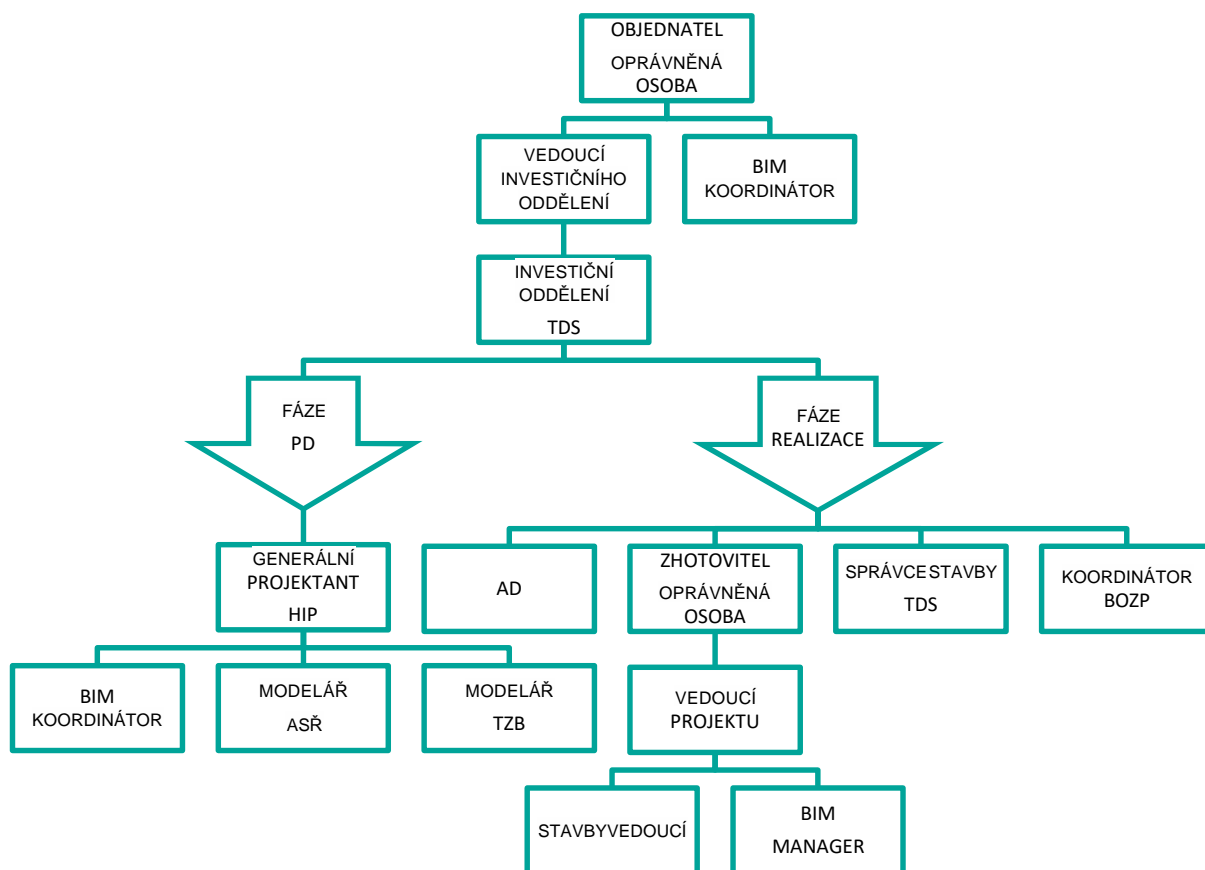 OBJEDNATEL
OPRÁVNĚNÁ
OSOBA
VEDOUCÍ
INVESTIČNÍHO
ODDĚLENÍ
BIM
KOORDINÁTOR
INVESTIČNÍ
ODDĚLENÍ
TDS
FÁZE
PD
FÁZE
REALIZACE
GENERÁLNÍ
PROJEKTANT
HIP
AD
ZHOTOVITEL
OPRÁVNĚNÁ
OSOBA
SPRÁVCE STAVBY
TDS
KOORDINÁTOR
BOZP
BIM
KOORDINÁTOR
MODELÁŘ
ASŘ
MODELÁŘ
TZB
VEDOUCÍ
PROJEKTU
STAVBYVEDOUCÍ
BIM
MANAGER